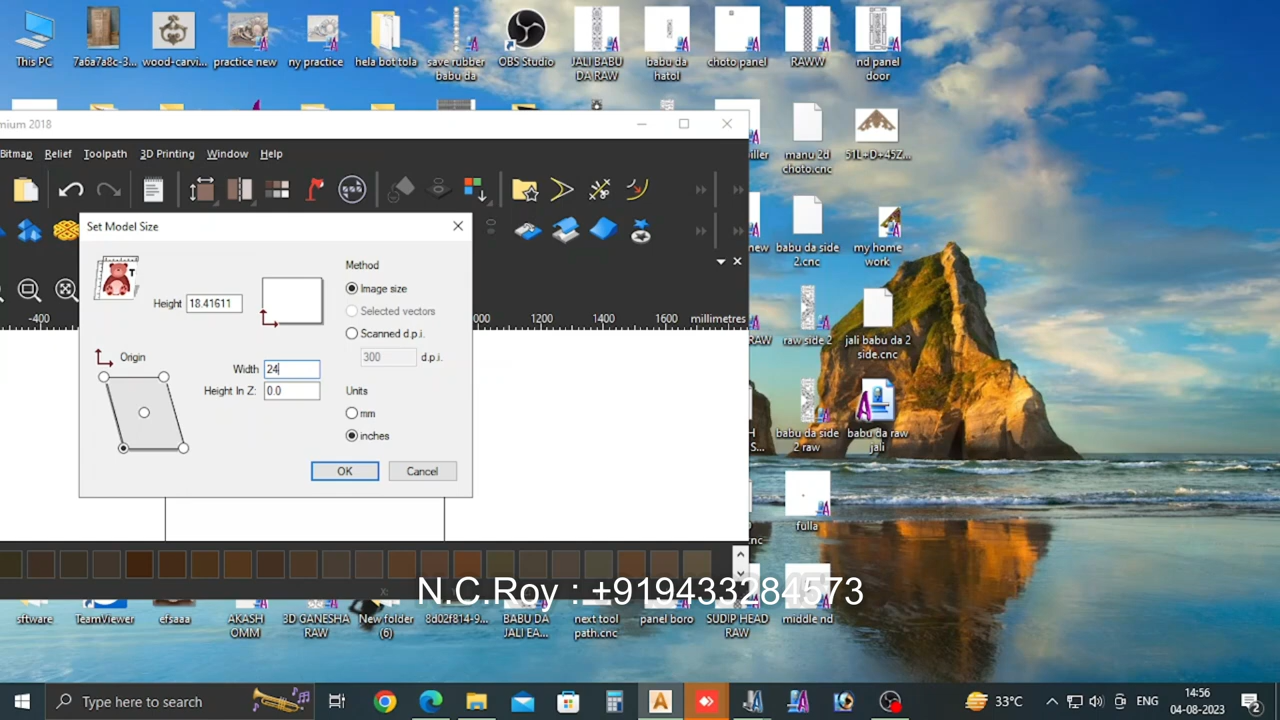 This PC
7a6a7a8c-3...
wood-carvi...
practice new
ny practice
hela bot tola
save rubber
babu da
OBS Studio
JALI BABU
DA RAW
babu da
hatol
choto panel
RAWW
nd panel
door
mium 2018
Bitmap Relief Toolpath 3D Printing Window Help
manu 2d
choto.cnc
51L+D+45Z...
Set Model Size
Method
Image size
Selected vectors
Scanned d.p.i.
300 d.p.i.
Height 18.41611
Origin
Width 24
Height In Z: 0.0
Units
mm
inches
OK
Cancel
-400
1200 1400 1600 millimetres
new
babu da side
2.cnc
my home
work
RAW
raw side 2
jali babu da 2
side.cnc
babu da side
2 raw
babu da raw
jali
fulla
X:
N.C.Roy : +919433284573
sftware
TeamViewer
efsaaa
AKASH
OMM
3D GANESHA
RAW
New folder
(6)
8d02f814-9...
BABU DA
JALI EA...
next tool
path.cnc
panel boro
SUDIP HEAD
RAW
middle nd
Type here to search
33°C
ENG
14:56
04-08-2023
2